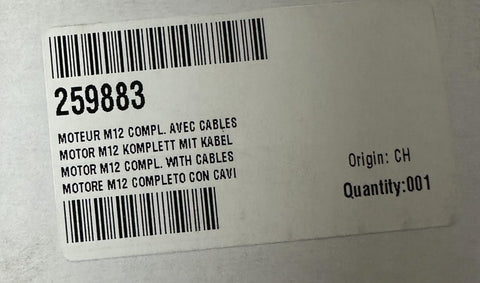 259883
MOTEUR M12 COMPL. AVEC CABLES
MOTOR M12 KOMPLETT MIT KABEL
MOTOR M12 COMPL. WITH CABLES
MOTORE M12 COMPLETO CON CAVI
Origin: CH
Quantity:001